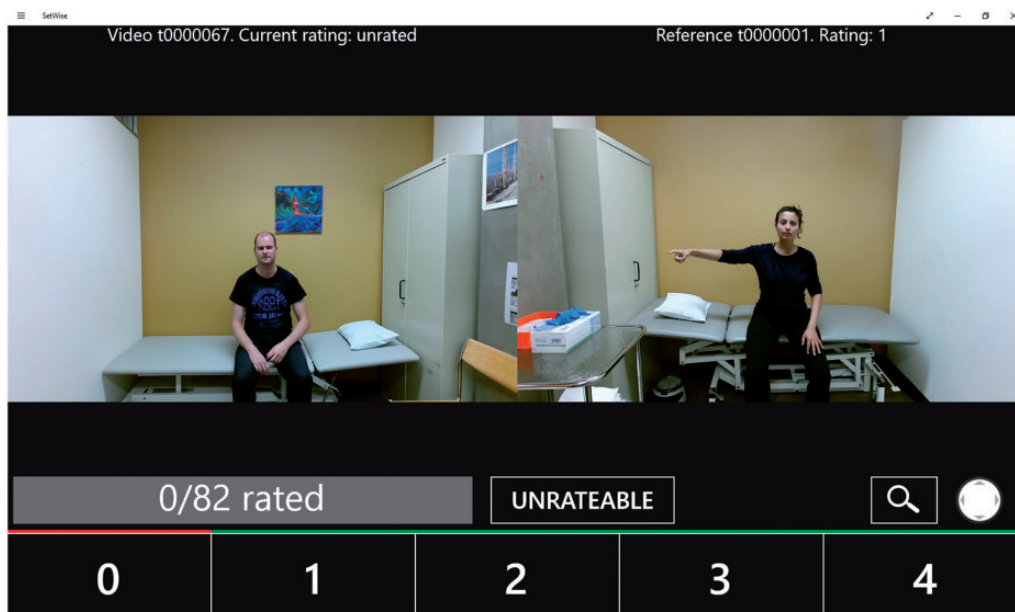 SetWise
Video t0000067. Current rating: unrated
Reference t0000001. Rating: 1
0/82 rated
UNRATEABLE
0
1
2
3
4